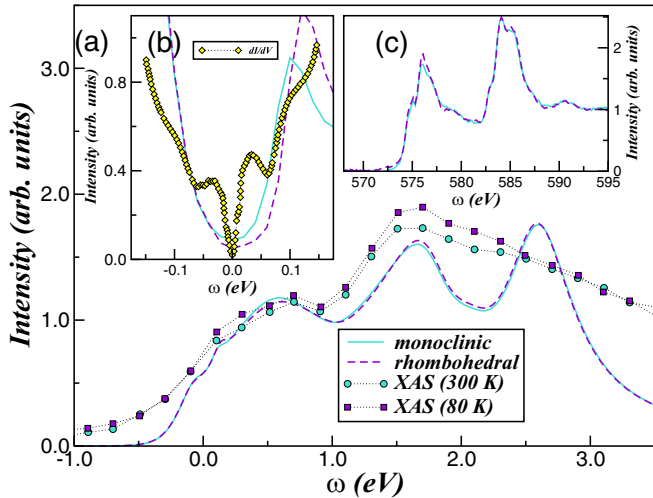 (a)
(b)
(c)
Intensity (arb. units)
3.0
1.8
1.2
0.6
0.0
-1.0
0.0
1.0
2.0
3.0
ω (eV)
Intensity (arb. units)
0.8
0.4
0.0
-0.1
0.0
0.1
ω (eV)
dI/dV
2
1
0
Intensity (arb. units)
570
575
580
585
590
595
ω (eV)
monoclinic
rhombohedral
XAS (300 K)
XAS (80 K)